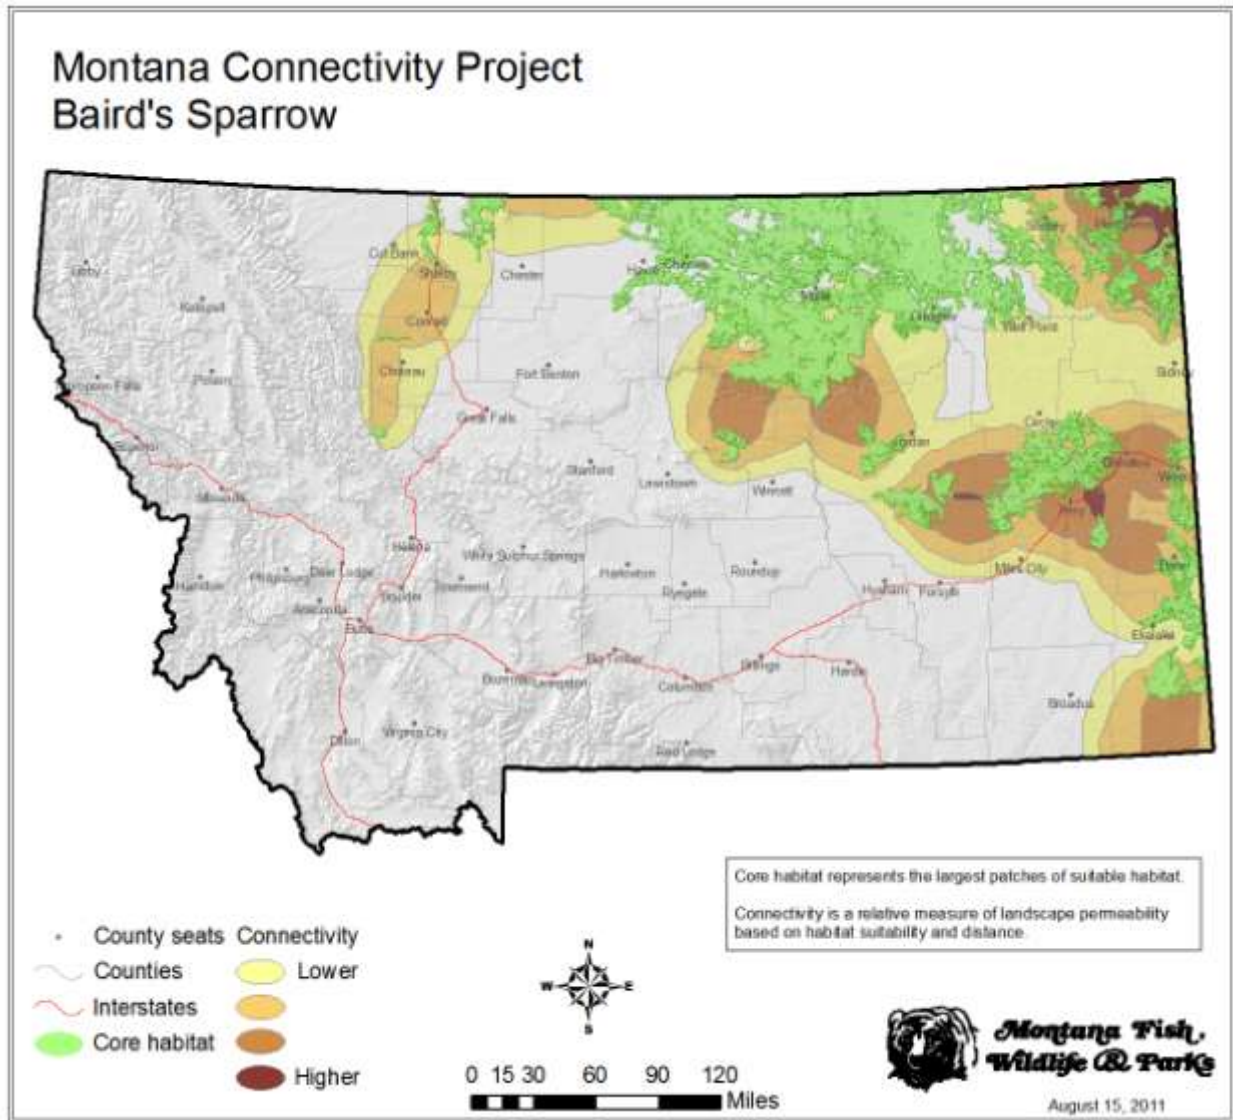 Montana Connectivity Project
Baird's Sparrow
Cut Bank
Shelby
Libby
Chester
Havre
Chinook
Kalispell
Conrad
Malta
Glasgow
Wolf Point
Choteau
Fort Benton
Sidney
Polson
Great Falls
Circle
Superior
Jordan
Stanford
Lewistown
Winnett
Missoula
Terry
Helena
White Sulphur Springs
Miles City
Hamilton
Philipsburg
Deer Lodge
Boulder
Townsend
Harlowton
Ryegate
Roundup
Hysham
Forsyth
Anaconda
Butte
Ekalaka
Bozeman
Livingston
Big Timber
Columbus
Billings
Hardin
Broadus
Dillon
Virginia City
Red Lodge
Core habitat represents the largest patches of suitable habitat.
Connectivity is a relative measure of landscape permeability
based on habitat suitability and distance.
County seats Connectivity
Counties Lower
Interstates
Core habitat
Higher
N
W E
S
0 15 30 60 90 120
Miles
Montana Fish,
Wildlife & Parks
August 15, 2011